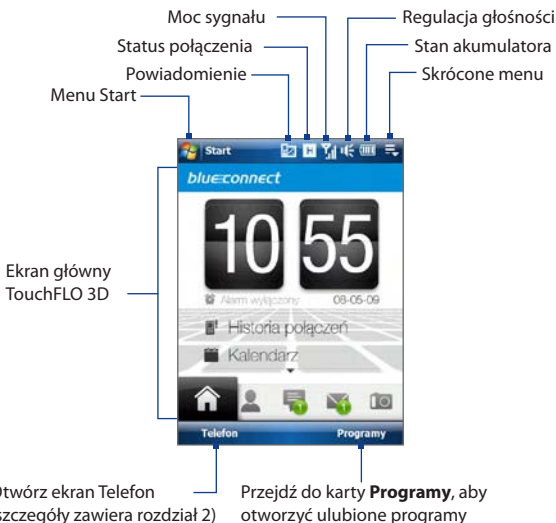 Moc sygnału
Regulacja głośności
Status połączenia
Stan akumulatora
Powiadomienie
Skrócone menu
Menu Start
Start
H
blueconnect
10 55
Alarm wyłączony 08-05-09
Historia połączeń
Kalendarz
Ekran główny
TouchFLO 3D
1 1
Telefon Programy
Otwórz ekran Telefon
szczegóły zawiera rozdział 2)
Przejdź do karty Programy, aby
otworzyć ulubione programy